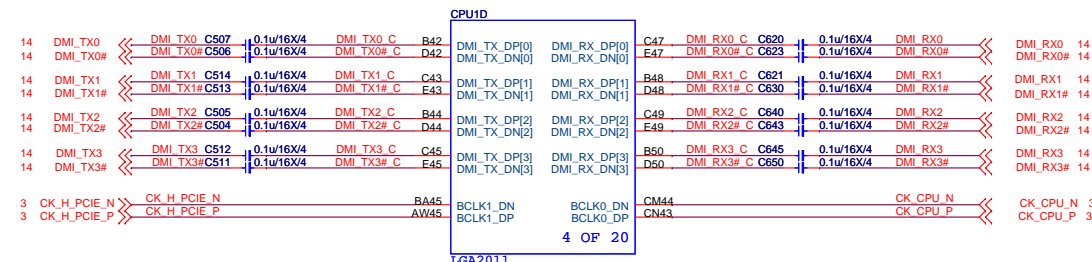 CPU1D
14 DMI_TX0 DMI_TX0 C507 0.1u/16X/4 DMI_TX0_C B42 DMI_TX_DP[0] DMI_RX_DP[0] C47 DMI_RX0_C C620 0.1u/16X/4 DMI_RX0 DMI_RX0 14
14 DMI_TX0# DMI_TX0# C506 0.1u/16X/4 DMI_TX0#_C D42 DMI_TX_DN[0] DMI_RX_DN[0] E47 DMI_RX0#_C C623 0.1u/16X/4 DMI_RX0# DMI_RX0# 14
14 DMI_TX1 DMI_TX1 C514 0.1u/16X/4 DMI_TX1_C C43 DMI_TX_DP[1] DMI_RX_DP[1] B48 DMI_RX1_C C621 0.1u/16X/4 DMI_RX1 DMI_RX1 14
14 DMI_TX1# DMI_TX1# C513 0.1u/16X/4 DMI_TX1#_C E43 DMI_TX_DN[1] DMI_RX_DN[1] D48 DMI_RX1#_C C630 0.1u/16X/4 DMI_RX1# DMI_RX1# 14
14 DMI_TX2 DMI_TX2 C505 0.1u/16X/4 DMI_TX2_C B44 DMI_TX_DP[2] DMI_RX_DP[2] C49 DMI_RX2_C C640 0.1u/16X/4 DMI_RX2 DMI_RX2 14
14 DMI_TX2# DMI_TX2# C504 0.1u/16X/4 DMI_TX2#_C D44 DMI_TX_DN[2] DMI_RX_DN[2] E49 DMI_RX2#_C C643 0.1u/16X/4 DMI_RX2# DMI_RX2# 14
14 DMI_TX3 DMI_TX3 C512 0.1u/16X/4 DMI_TX3_C C45 DMI_TX_DP[3] DMI_RX_DP[3] B50 DMI_RX3_C C645 0.1u/16X/4 DMI_RX3 DMI_RX3 14
14 DMI_TX3# DMI_TX3# C511 0.1u/16X/4 DMI_TX3#_C E45 DMI_TX_DN[3] DMI_RX_DN[3] D50 DMI_RX3#_C C650 0.1u/16X/4 DMI_RX3# DMI_RX3# 14
3 CK_H_PCIE_N CK_H_PCIE_N BA45 BCLK1_DN BCLK0_DN CM44 CK_CPU_N CK_CPU_N 3
3 CK_H_PCIE_P CK_H_PCIE_P AW45 BCLK1_DP BCLK0_DP CN43 CK_CPU_P CK_CPU_P 3
4 OF 20
LGA2011